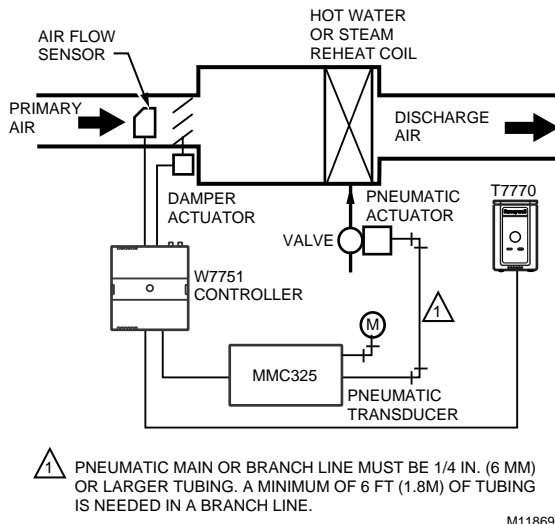 HOT WATER
OR STEAM
REHEAT COIL
AIR FLOW
SENSOR
PRIMARY
AIR
DISCHARGE
AIR
DAMPER
ACTUATOR
PNEUMATIC
ACTUATOR
T7770
Honeywell
VALVE
W7751
CONTROLLER
1
M
MMC325
PNEUMATIC
TRANSDUCER
1 PNEUMATIC MAIN OR BRANCH LINE MUST BE 1/4 IN. (6 MM)
OR LARGER TUBING. A MINIMUM OF 6 FT (1.8M) OF TUBING
IS NEEDED IN A BRANCH LINE.
M11869